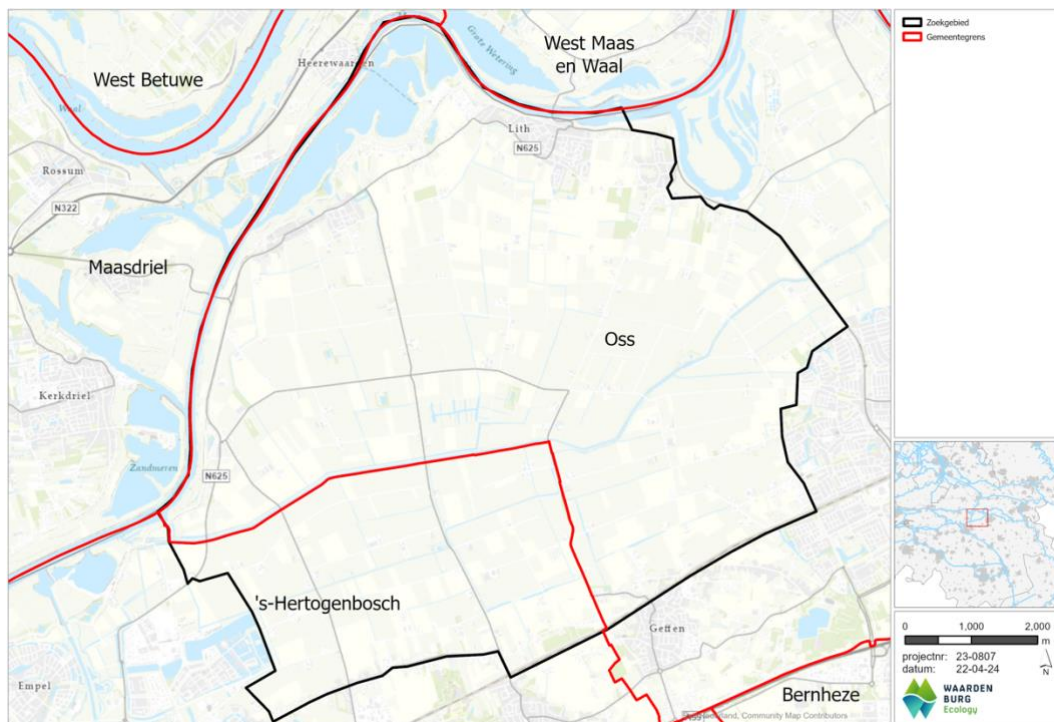 West Betuwe
Waal
Heerewaarden
Grote Wetering
West Maas
en Waal
Lith
N625
Rossum
N322
Maasdriel
Oss
Kerkdriel
Zandmeren
N625
's-Hertogenbosch
Geffen
Empel
Bernheze
Community Map Contributors
Zoekgebied
Gemeentegrens
0 1,000 2,000
m
projectnr: 23-0807
datum: 22-04-24
N
WAARDEN
BURG
Ecology